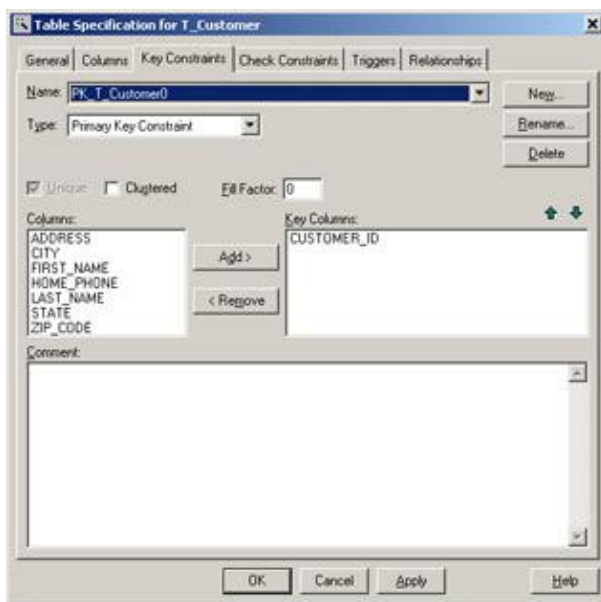 Table Specification for T_Customer
General Columns Key Constraints Check Constraints Triggers Relationships
Name: PK_T_Customer0 New...
Type: Primary Key Constraint Rename...
Delete
Unique Clustered Fill Factor: 0
Columns: Key Columns:
ADDRESS CUSTOMER_ID
CITY
Add >
FIRST_NAME
HOME_PHONE
LAST_NAME
< Remove
STATE
ZIP_CODE
Comment:
OK Cancel Apply Help